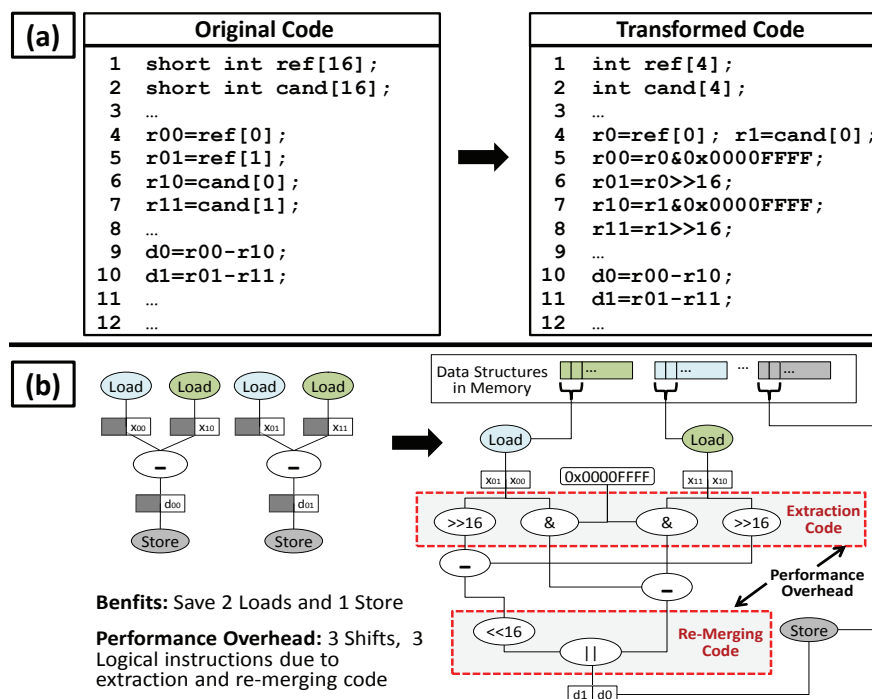 (a)
Original Code
1 short int ref[16];
2 short int cand[16];
3 …
4 r00=ref[0];
5 r01=ref[1];
6 r10=cand[0];
7 r11=cand[1];
8 …
9 d0=r00-r10;
10 d1=r01-r11;
11 …
12 …
Transformed Code
1 int ref[4];
2 int cand[4];
3 …
4 r0=ref[0]; r1=cand[0];
5 r00=r0&0x0000FFFF;
6 r01=r0>>16;
7 r10=r1&0x0000FFFF;
8 r11=r1>>16;
9 …
10 d0=r00-r10;
11 d1=r01-r11;
12 …
(b)
Load Load Load Load
x00 x10 x01 x11
- -
d00 d01
Store Store
Benfits: Save 2 Loads and 1 Store
Performance Overhead: 3 Shifts, 3
Logical instructions due to
extraction and re-merging code
Data Structures
in Memory
... ... ... ...
Load Load
x01 x00 0x0000FFFF x11 x10
>>16 & & >>16
Extraction
Code
- -
Performance
Overhead
<<16
||
Re-Merging
Code
Store
d1 d0